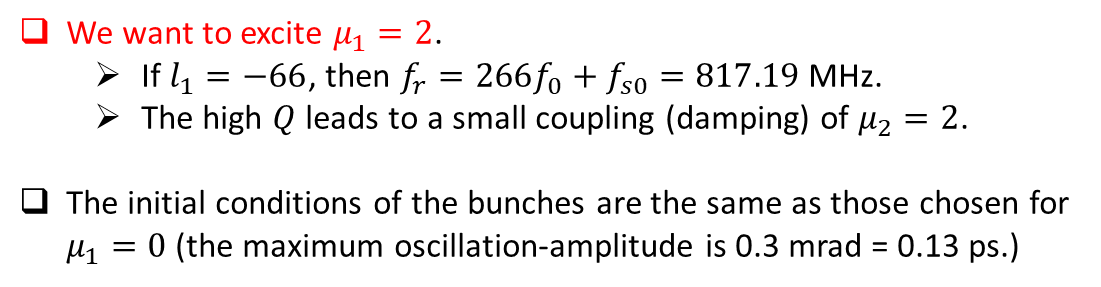 ❑ We want to excite μ₁ = 2.
➢ If l₁ = −66, then fᵣ = 266f₀ + fₛ₀ = 817.19 MHz.
➢ The high Q leads to a small coupling (damping) of μ₂ = 2.
❑ The initial conditions of the bunches are the same as those chosen for
μ₁ = 0 (the maximum oscillation-amplitude is 0.3 mrad = 0.13 ps.)